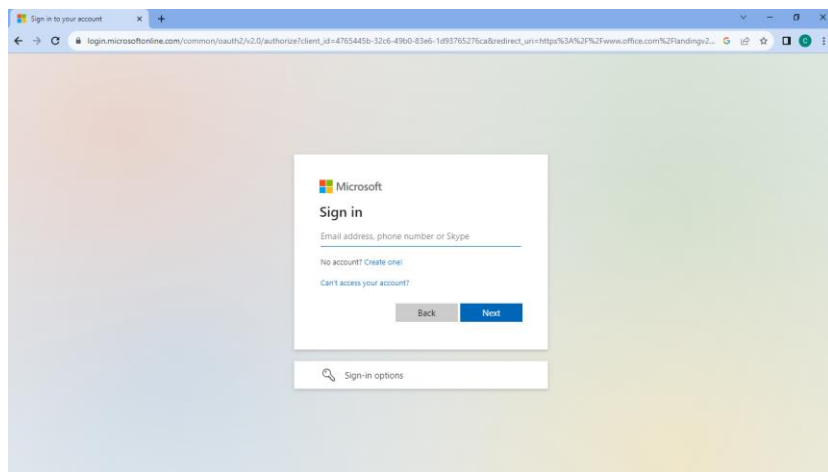 Sign in to your account
login.microsoftonline.com/common/oauth2/v2.0/authorize?client_id=4765445b-32c6-49b0-83e6-1d93765276ca&redirect_uri=https%3A%2F%2Fwww.office.com%2Flandingv2...
Microsoft
Sign in
Email address, phone number or Skype
No account? Create one!
Can't access your account?
Back Next
Sign-in options